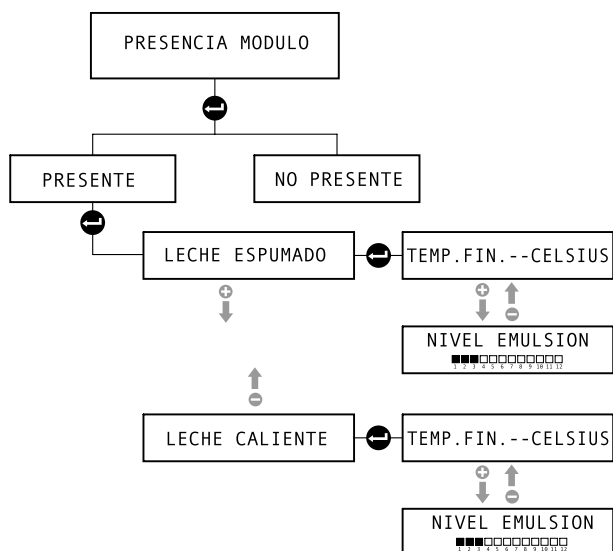 PRESENCIA MODULO
PRESENTE
NO PRESENTE
LECHE ESPUMADO
TEMP.FIN.--CELSIUS
NIVEL EMULSION
1 2 3 4 5 6 7 8 9 10 11 12
LECHE CALIENTE
TEMP.FIN.--CELSIUS
NIVEL EMULSION
1 2 3 4 5 6 7 8 9 10 11 12